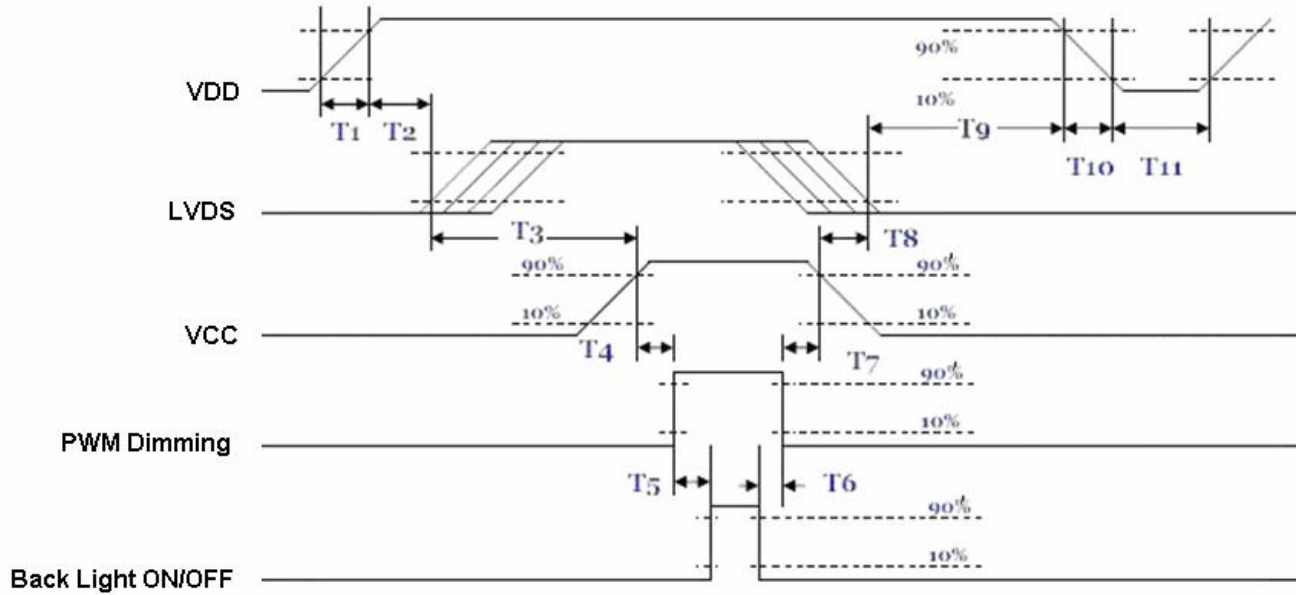 90%
VDD
10%
T1 T2 T9
T10 T11
LVDS
T3 T8
90% 90%
10% 10%
VCC
T4 T7
90%
PWM Dimming 10%
T5 T6
90%
10%
Back Light ON/OFF